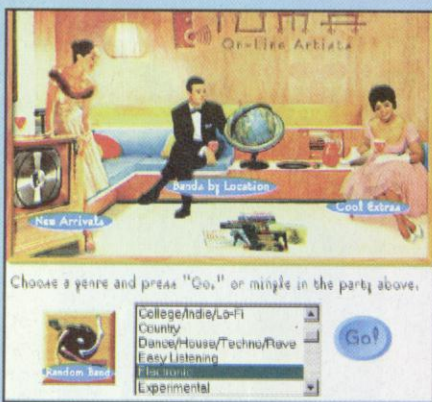 IUMA
On-Line Artists
Bands by Location
New Arrivals
Cool Extras
Choose a genre and press "Go," or mingle in the party above.
College/Indie/Lo-Fi
Country
Dance/House/Techno/Rave
Easy Listening
Electronic
Experimental
Random Band
Go!